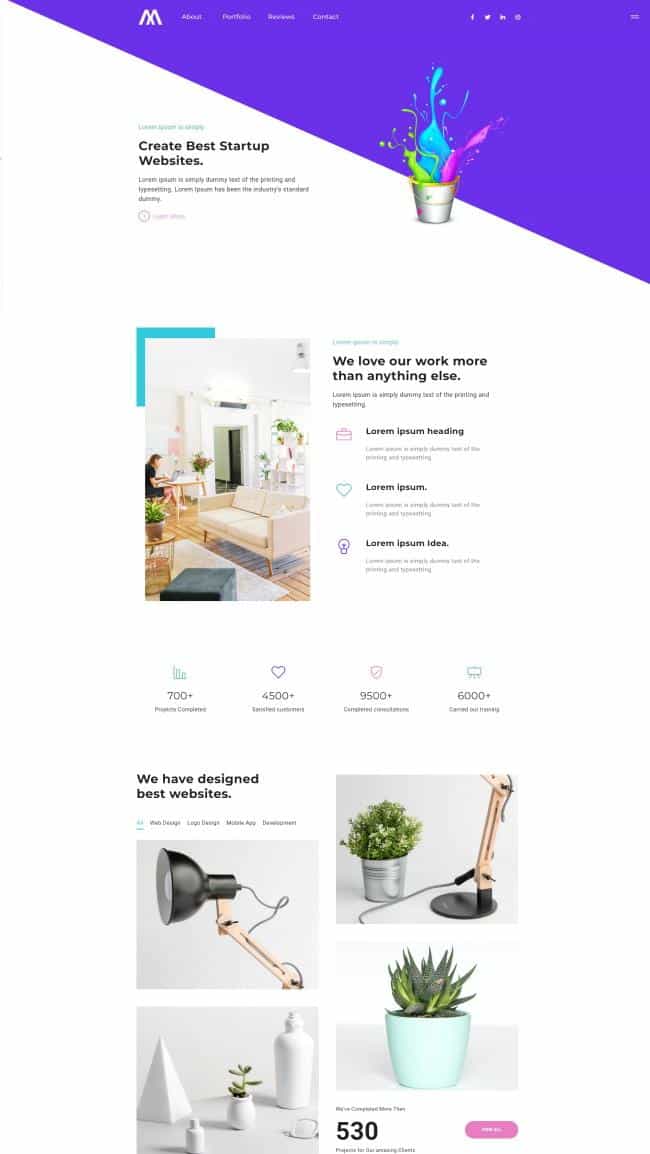 About Portfolio Reviews Contact
Lorem ipsum is simply
Create Best Startup
Websites.
Lorem ipsum is simply dummy text of the printing and
typesetting. Lorem Ipsum has been the industry's standard
dummy.
Learn More
Lorem ipsum is simply
We love our work more
than anything else.
Lorem ipsum is simply dummy text of the printing and
typesetting.
Lorem ipsum heading
Lorem ipsum is simply dummy text of the
printing and typesetting.
Lorem ipsum.
Lorem ipsum is simply dummy text of the
printing and typesetting.
Lorem ipsum Idea.
Lorem ipsum is simply dummy text of the
printing and typesetting.
700+
Projects Completed
4500+
Satisfied customers
9500+
Completed consultations
6000+
Carried out training
We have designed
best websites.
All Web Design Logo Design Mobile App Development
We've Completed More Then
530
VIEW ALL
Projects for Our amazing Clients